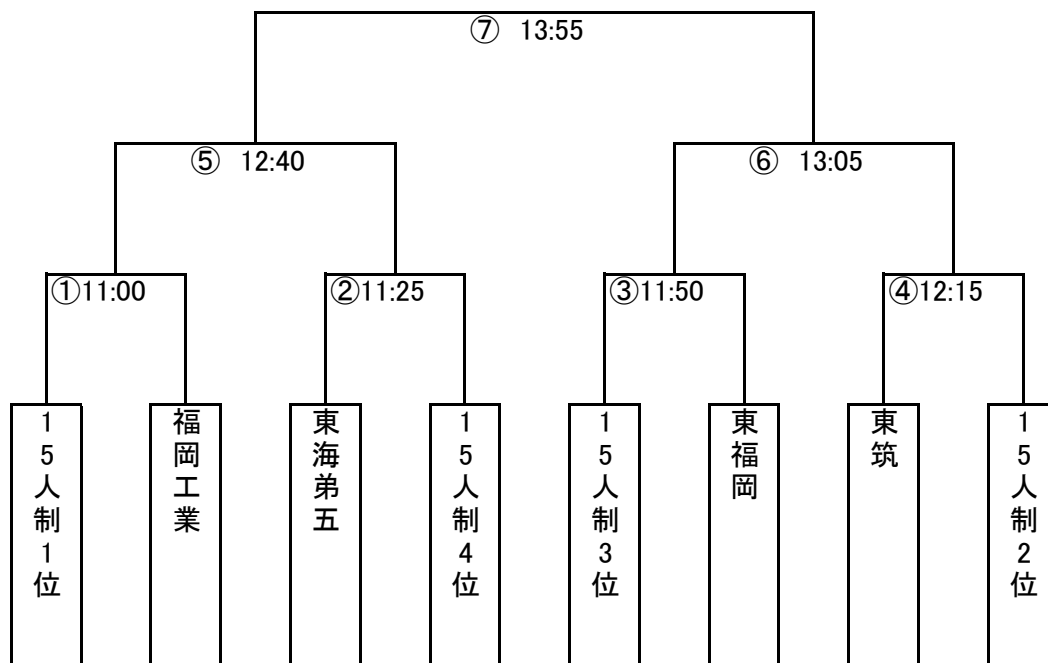 ⑦ 13:55
⑤ 12:40
⑥ 13:05
①11:00
②11:25
③11:50
④12:15
15人制1位
福岡工業
東海弟五
15人制4位
15人制3位
東福岡
東筑
15人制2位